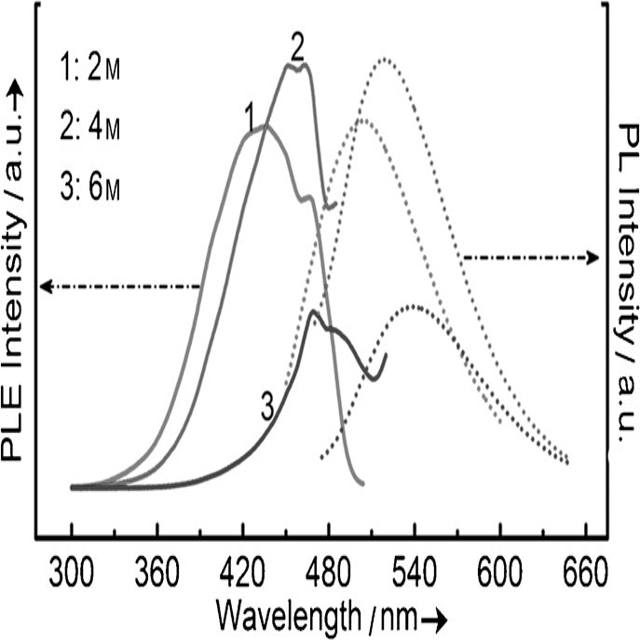 1: 2M
2: 4M
3: 6M
1
2
3
PLE Intensity / a.u.→
PL Intensity / a.u.
300 360 420 480 540 600 660
Wavelength / nm→